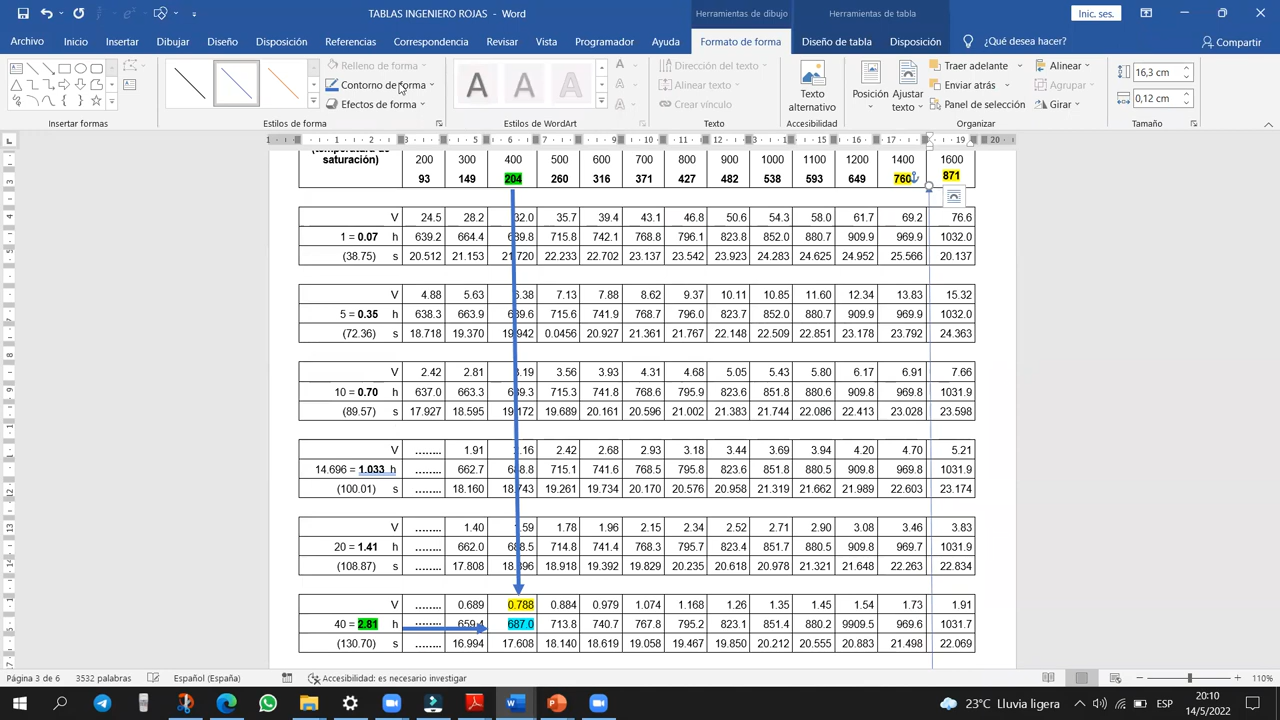 TABLAS INGENIERO ROJAS - Word
Herramientas de dibujo
Herramientas de tabla
Inic. ses.
Archivo Inicio Insertar Dibujar Diseño Disposición Referencias Correspondencia Revisar Vista Programador Ayuda Formato de forma Diseño de tabla Disposición ¿Qué desea hacer? Compartir
Relleno de forma
Contorno de forma
Efectos de forma
Dirección del texto
Alinear texto
Crear vínculo
Texto alternativo
Posición
Ajustar texto
Traer adelante
Enviar atrás
Panel de selección
Alinear
Agrupar
Girar
16,3 cm
0,12 cm
Insertar formas Estilos de forma Estilos de WordArt Texto Accesibilidad Organizar Tamaño
saturación) 200 300 400 500 600 700 800 900 1000 1100 1200 1400 1600
93 149 204 260 316 371 427 482 538 593 649 760 871
V 24.5 28.2 32.0 35.7 39.4 43.1 46.8 50.6 54.3 58.0 61.7 69.2 76.6
1 = 0.07 h 639.2 664.4 689.8 715.8 742.1 768.8 796.1 823.8 852.0 880.7 909.9 969.9 1032.0
(38.75) s 20.512 21.153 21.720 22.233 22.702 23.137 23.542 23.923 24.283 24.625 24.952 25.566 20.137
V 4.88 5.63 6.38 7.13 7.88 8.62 9.37 10.11 10.85 11.60 12.34 13.83 15.32
5 = 0.35 h 638.3 663.9 689.6 715.6 741.9 768.7 796.0 823.7 852.0 880.7 909.9 969.9 1032.0
(72.36) s 18.718 19.370 19.942 0.0456 20.927 21.361 21.767 22.148 22.509 22.851 23.178 23.792 24.363
V 2.42 2.81 3.19 3.56 3.93 4.31 4.68 5.05 5.43 5.80 6.17 6.91 7.66
10 = 0.70 h 637.0 663.3 689.3 715.3 741.8 768.6 795.9 823.6 851.8 880.6 909.9 969.8 1031.9
(89.57) s 17.927 18.595 19.172 19.689 20.161 20.596 21.002 21.383 21.744 22.086 22.413 23.028 23.598
V ........ 1.91 2.16 2.42 2.68 2.93 3.18 3.44 3.69 3.94 4.20 4.70 5.21
14.696 = 1.033 h ........ 662.7 688.8 715.1 741.6 768.5 795.8 823.6 851.8 880.5 909.8 969.8 1031.9
(100.01) s ........ 18.160 18.743 19.261 19.734 20.170 20.576 20.958 21.319 21.662 21.989 22.603 23.174
V ........ 1.40 1.59 1.78 1.96 2.15 2.34 2.52 2.71 2.90 3.08 3.46 3.83
20 = 1.41 h ........ 662.0 688.5 714.8 741.4 768.3 795.7 823.4 851.7 880.5 909.8 969.7 1031.9
(108.87) s ........ 17.808 18.396 18.918 19.392 19.829 20.235 20.618 20.978 21.321 21.648 22.263 22.834
V ........ 0.689 0.788 0.884 0.979 1.074 1.168 1.26 1.35 1.45 1.54 1.73 1.91
40 = 2.81 h ........ 659.4 687.0 713.8 740.7 767.8 795.2 823.1 851.4 880.2 9909.5 969.6 1031.7
(130.70) s 16.994 17.608 18.140 18.619 19.058 19.467 19.850 20.212 20.555 20.883 21.498 22.069
Página 3 de 6 3532 palabras Español (España) Accesibilidad: es necesario investigar 110%
23°C Lluvia ligera ESP 20:10
14/5/2022